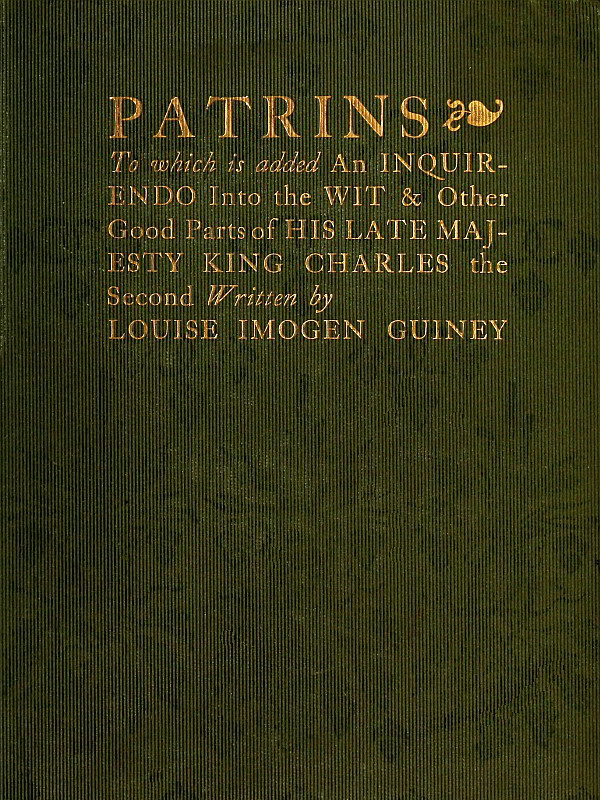 PATRINS
To which is added An INQUIR-
ENDO Into the WIT & Other
Good Parts of HIS LATE MAJ-
ESTY KING CHARLES the
Second Written by
LOUISE IMOGEN GUINEY